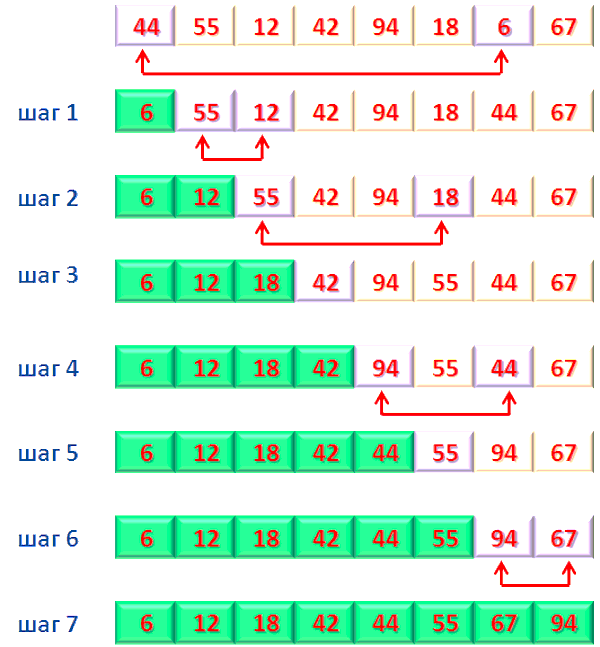 44 55 12 42 94 18 6 67
шаг 1 6 55 12 42 94 18 44 67
шаг 2 6 12 55 42 94 18 44 67
шаг 3 6 12 18 42 94 55 44 67
шаг 4 6 12 18 42 94 55 44 67
шаг 5 6 12 18 42 44 55 94 67
шаг 6 6 12 18 42 44 55 94 67
шаг 7 6 12 18 42 44 55 67 94